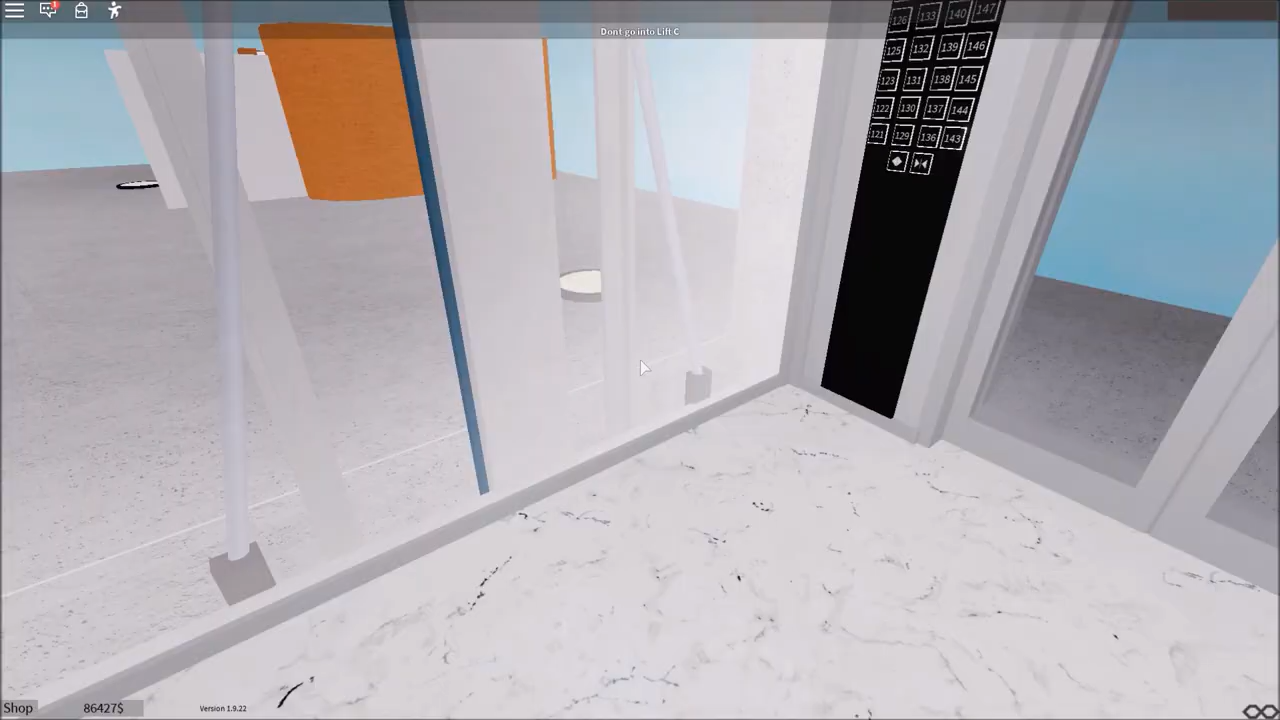 Dont go into Lift C
126 133 140 147
125 132 139 146
123 131 138 145
122 130 137 144
121 129 136 143
Shop
86427$
Version 1.9.22